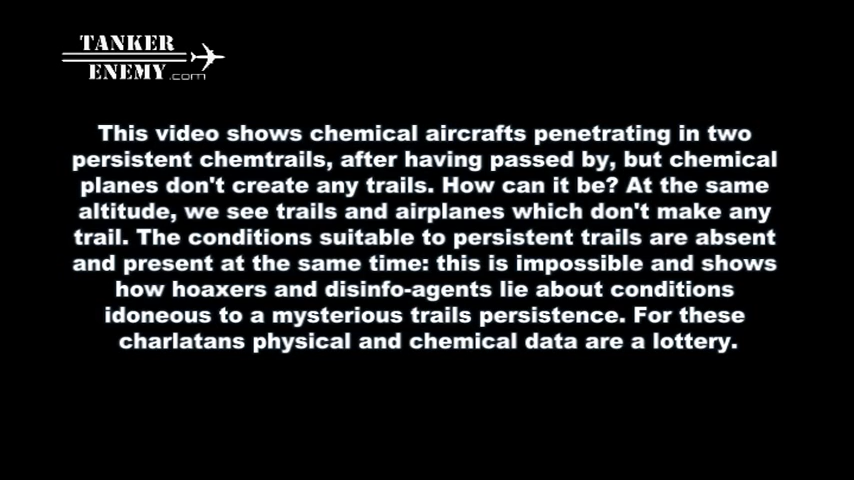 TANKER
ENEMY.com
This video shows chemical aircrafts penetrating in two
persistent chemtrails, after having passed by, but chemical
planes don't create any trails. How can it be? At the same
altitude, we see trails and airplanes which don't make any
trail. The conditions suitable to persistent trails are absent
and present at the same time: this is impossible and shows
how hoaxers and disinfo-agents lie about conditions
idoneous to a mysterious trails persistence. For these
charlatans physical and chemical data are a lottery.